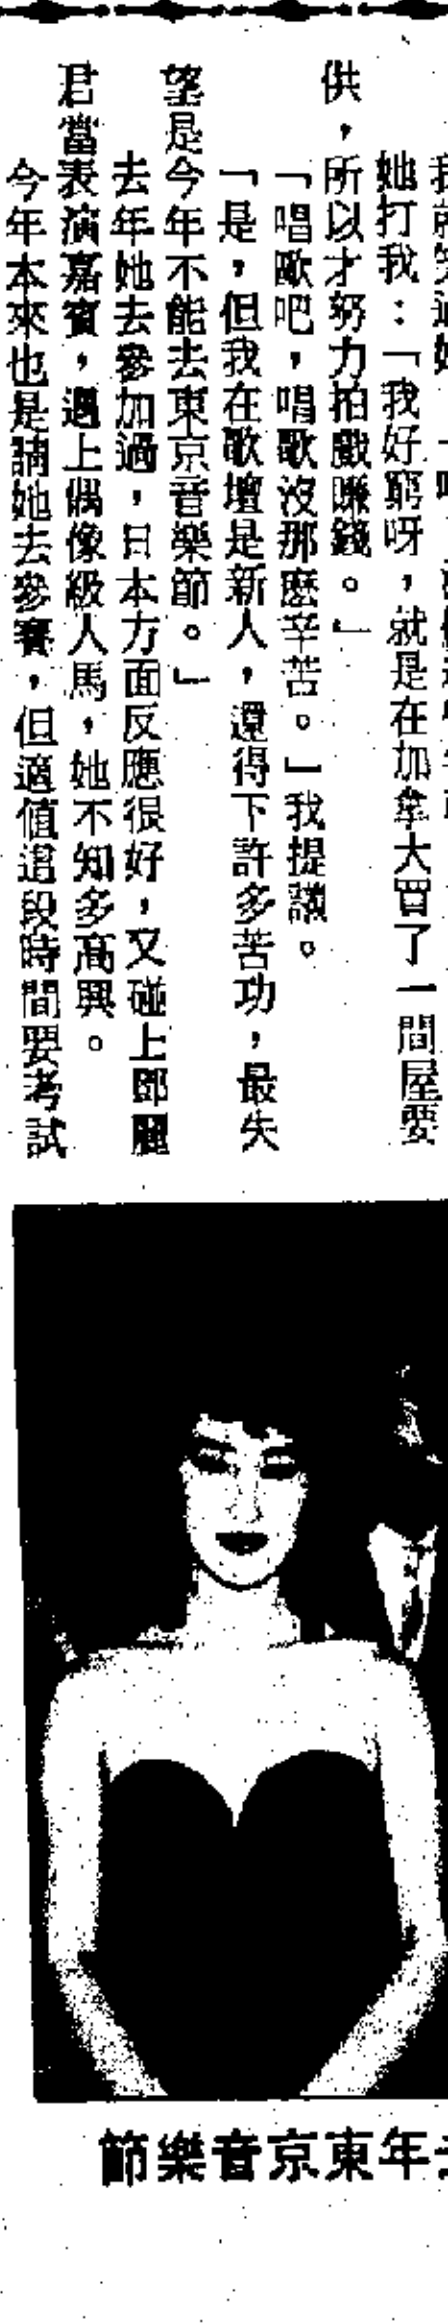 她打我：「我好窮呀，就是在加拿大買了一間屋要
供，所以才努力拍戲賺錢。」
「唱歌吧，唱歌沒那麽辛苦。」我提議。
「是，但我在歌壇是新人，還得下許多苦功，最失
望是今年不能去東京音樂節。」
去年她去參加過，日本方面反應很好，又碰上鄧麗
君當表演嘉賓，遇上偶像級人馬，她不知多高興。
今年本來也是請她去參賽，但適值這段時間要考試
年東京音樂節